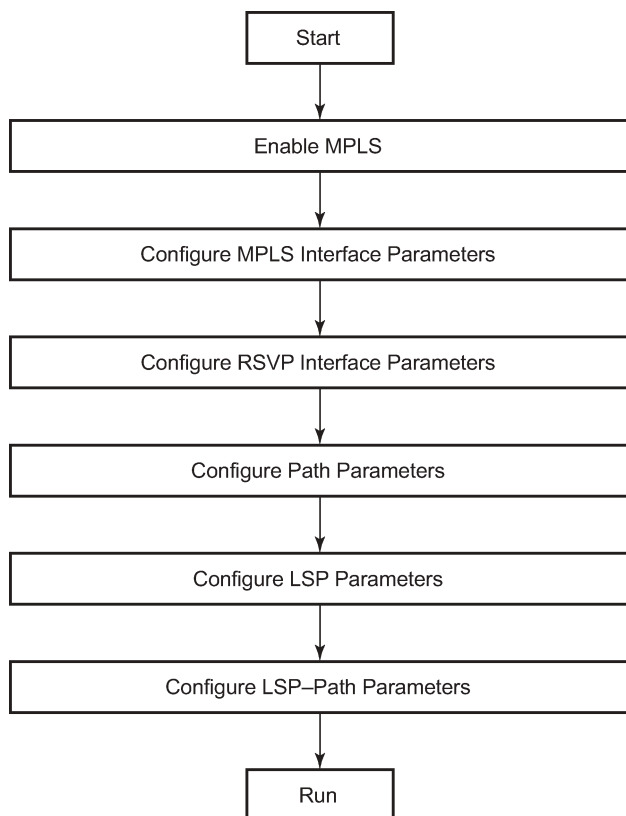 Start
Enable MPLS
Configure MPLS Interface Parameters
Configure RSVP Interface Parameters
Configure Path Parameters
Configure LSP Parameters
Configure LSP–Path Parameters
Run